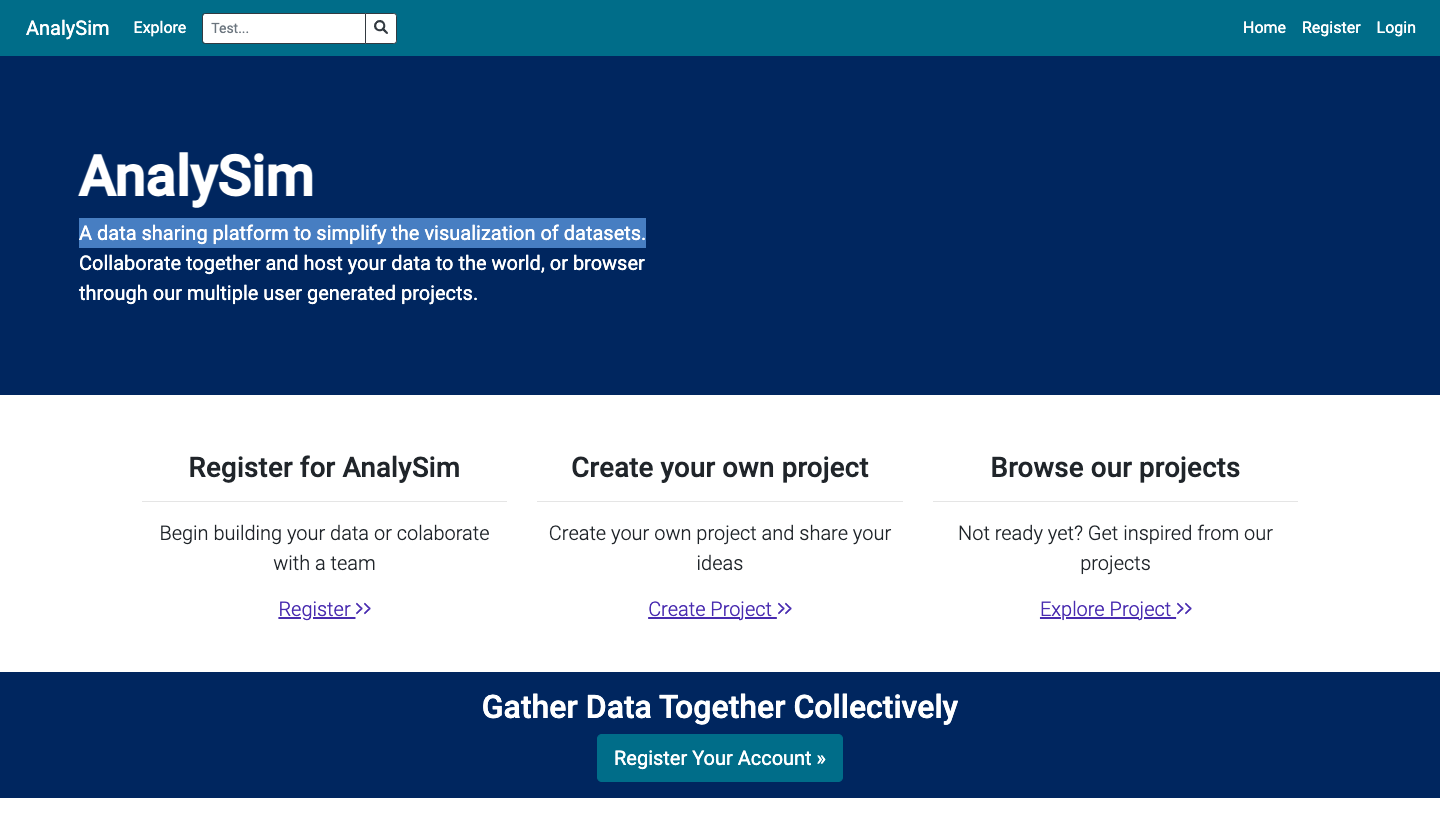 AnalySim Explore Test... Home Register Login
AnalySim
A data sharing platform to simplify the visualization of datasets.
Collaborate together and host your data to the world, or browser
through our multiple user generated projects.
Register for AnalySim
Begin building your data or colaborate
with a team
Register
Create your own project
Create your own project and share your
ideas
Create Project
Browse our projects
Not ready yet? Get inspired from our
projects
Explore Project
Gather Data Together Collectively
Register Your Account »